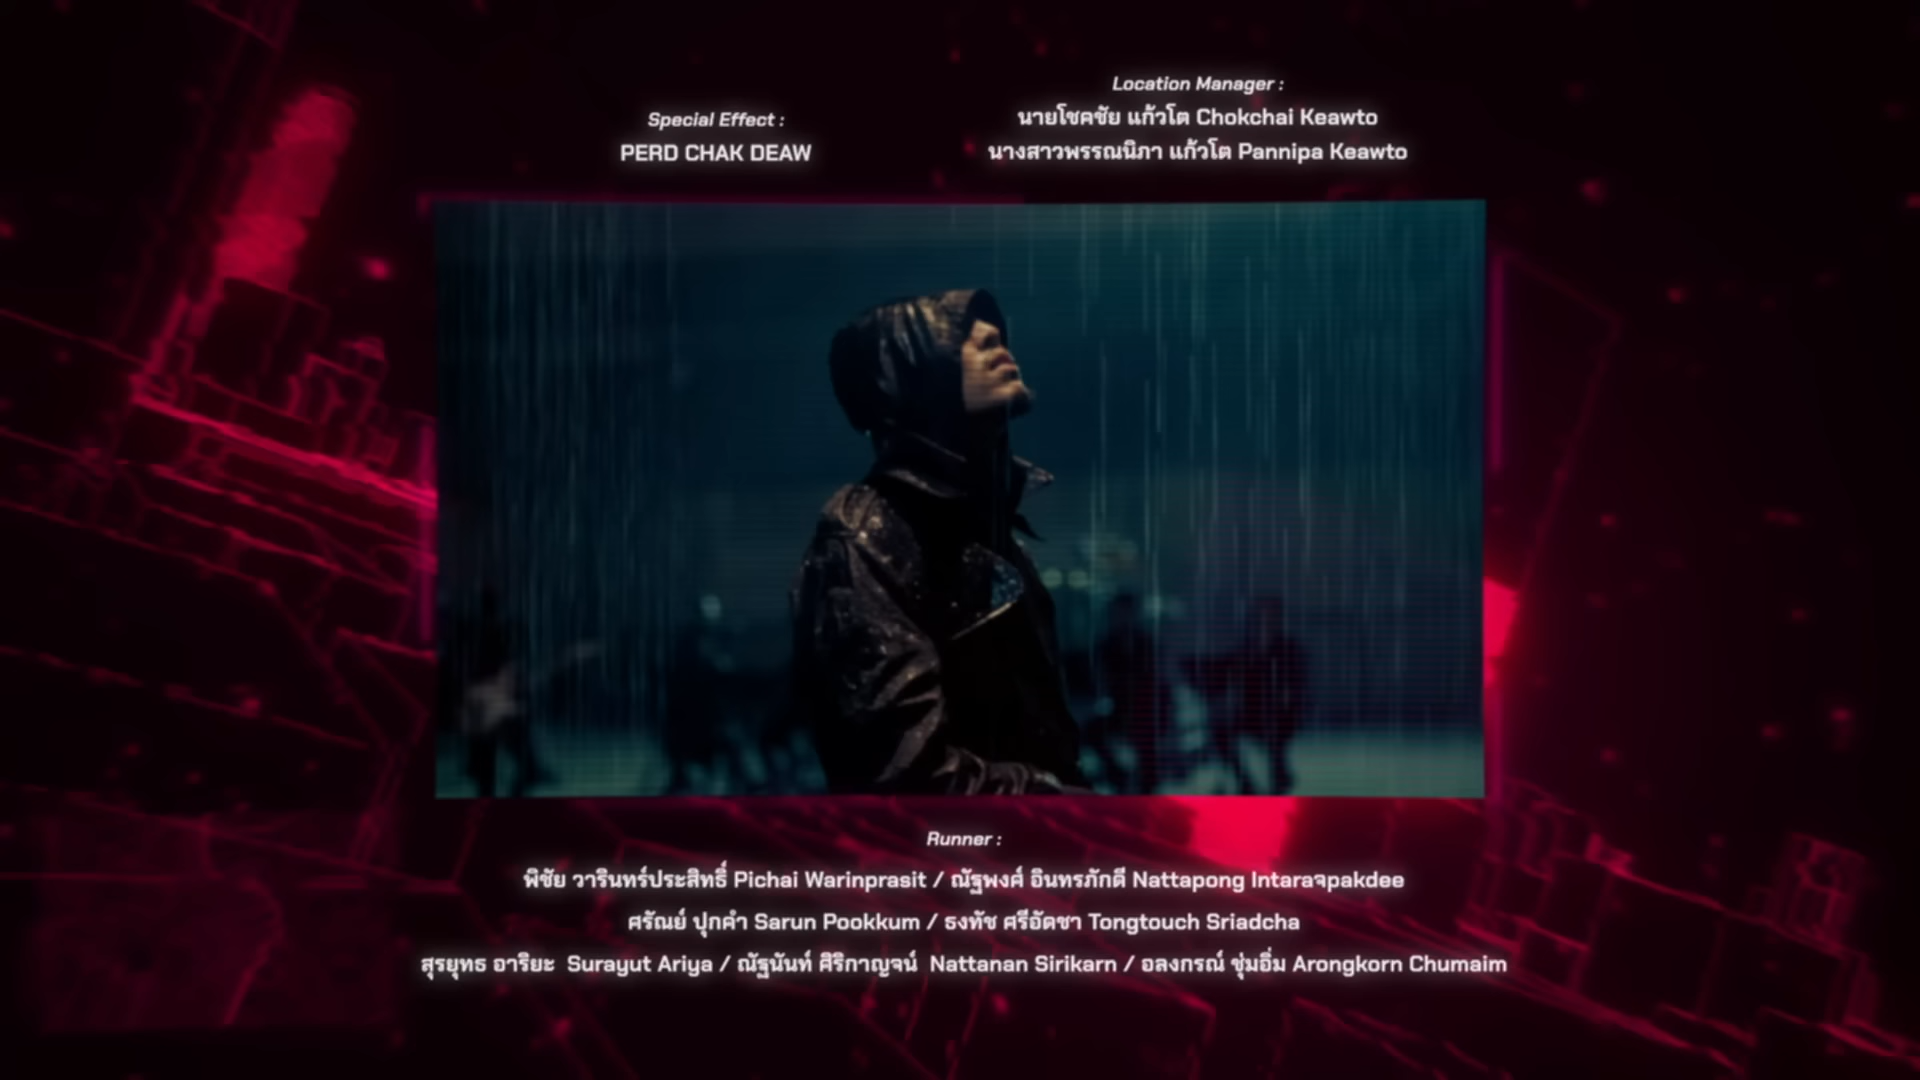 Special Effect :
PERD CHAK DEAW
Location Manager :
นายโชคชัย แก้วโต Chokchai Keawto
นางสาวพรรณนิภา แก้วโต Pannipa Keawto
Runner :
พิชัย วารินทร์ประสิทธิ์ Pichai Warinprasit / ณัฐพงศ์ อินทรภักดี Nattapong Intaraจpakdee
ศรัณย์ ปุกคำ Sarun Pookkum / ธงทัช ศรีอัดชา Tongtouch Sriadcha
สุรยุทธ อาริยะ Surayut Ariya / ณัฐนันท์ ศิริกาญจน์ Nattanan Sirikarn / อลงกรณ์ ชุ่มอิ่ม Arongkorn Chumaim